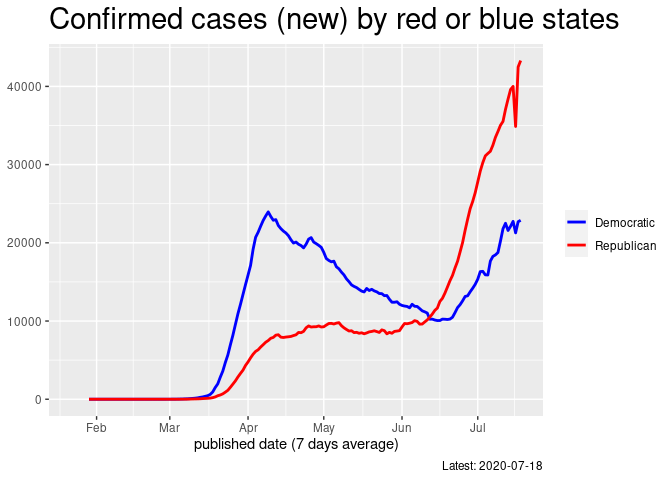 Confirmed cases (new) by red or blue states
40000
30000
20000
10000
0
Feb Mar Apr May Jun Jul
published date (7 days average)
Democratic
Republican
Latest: 2020-07-18